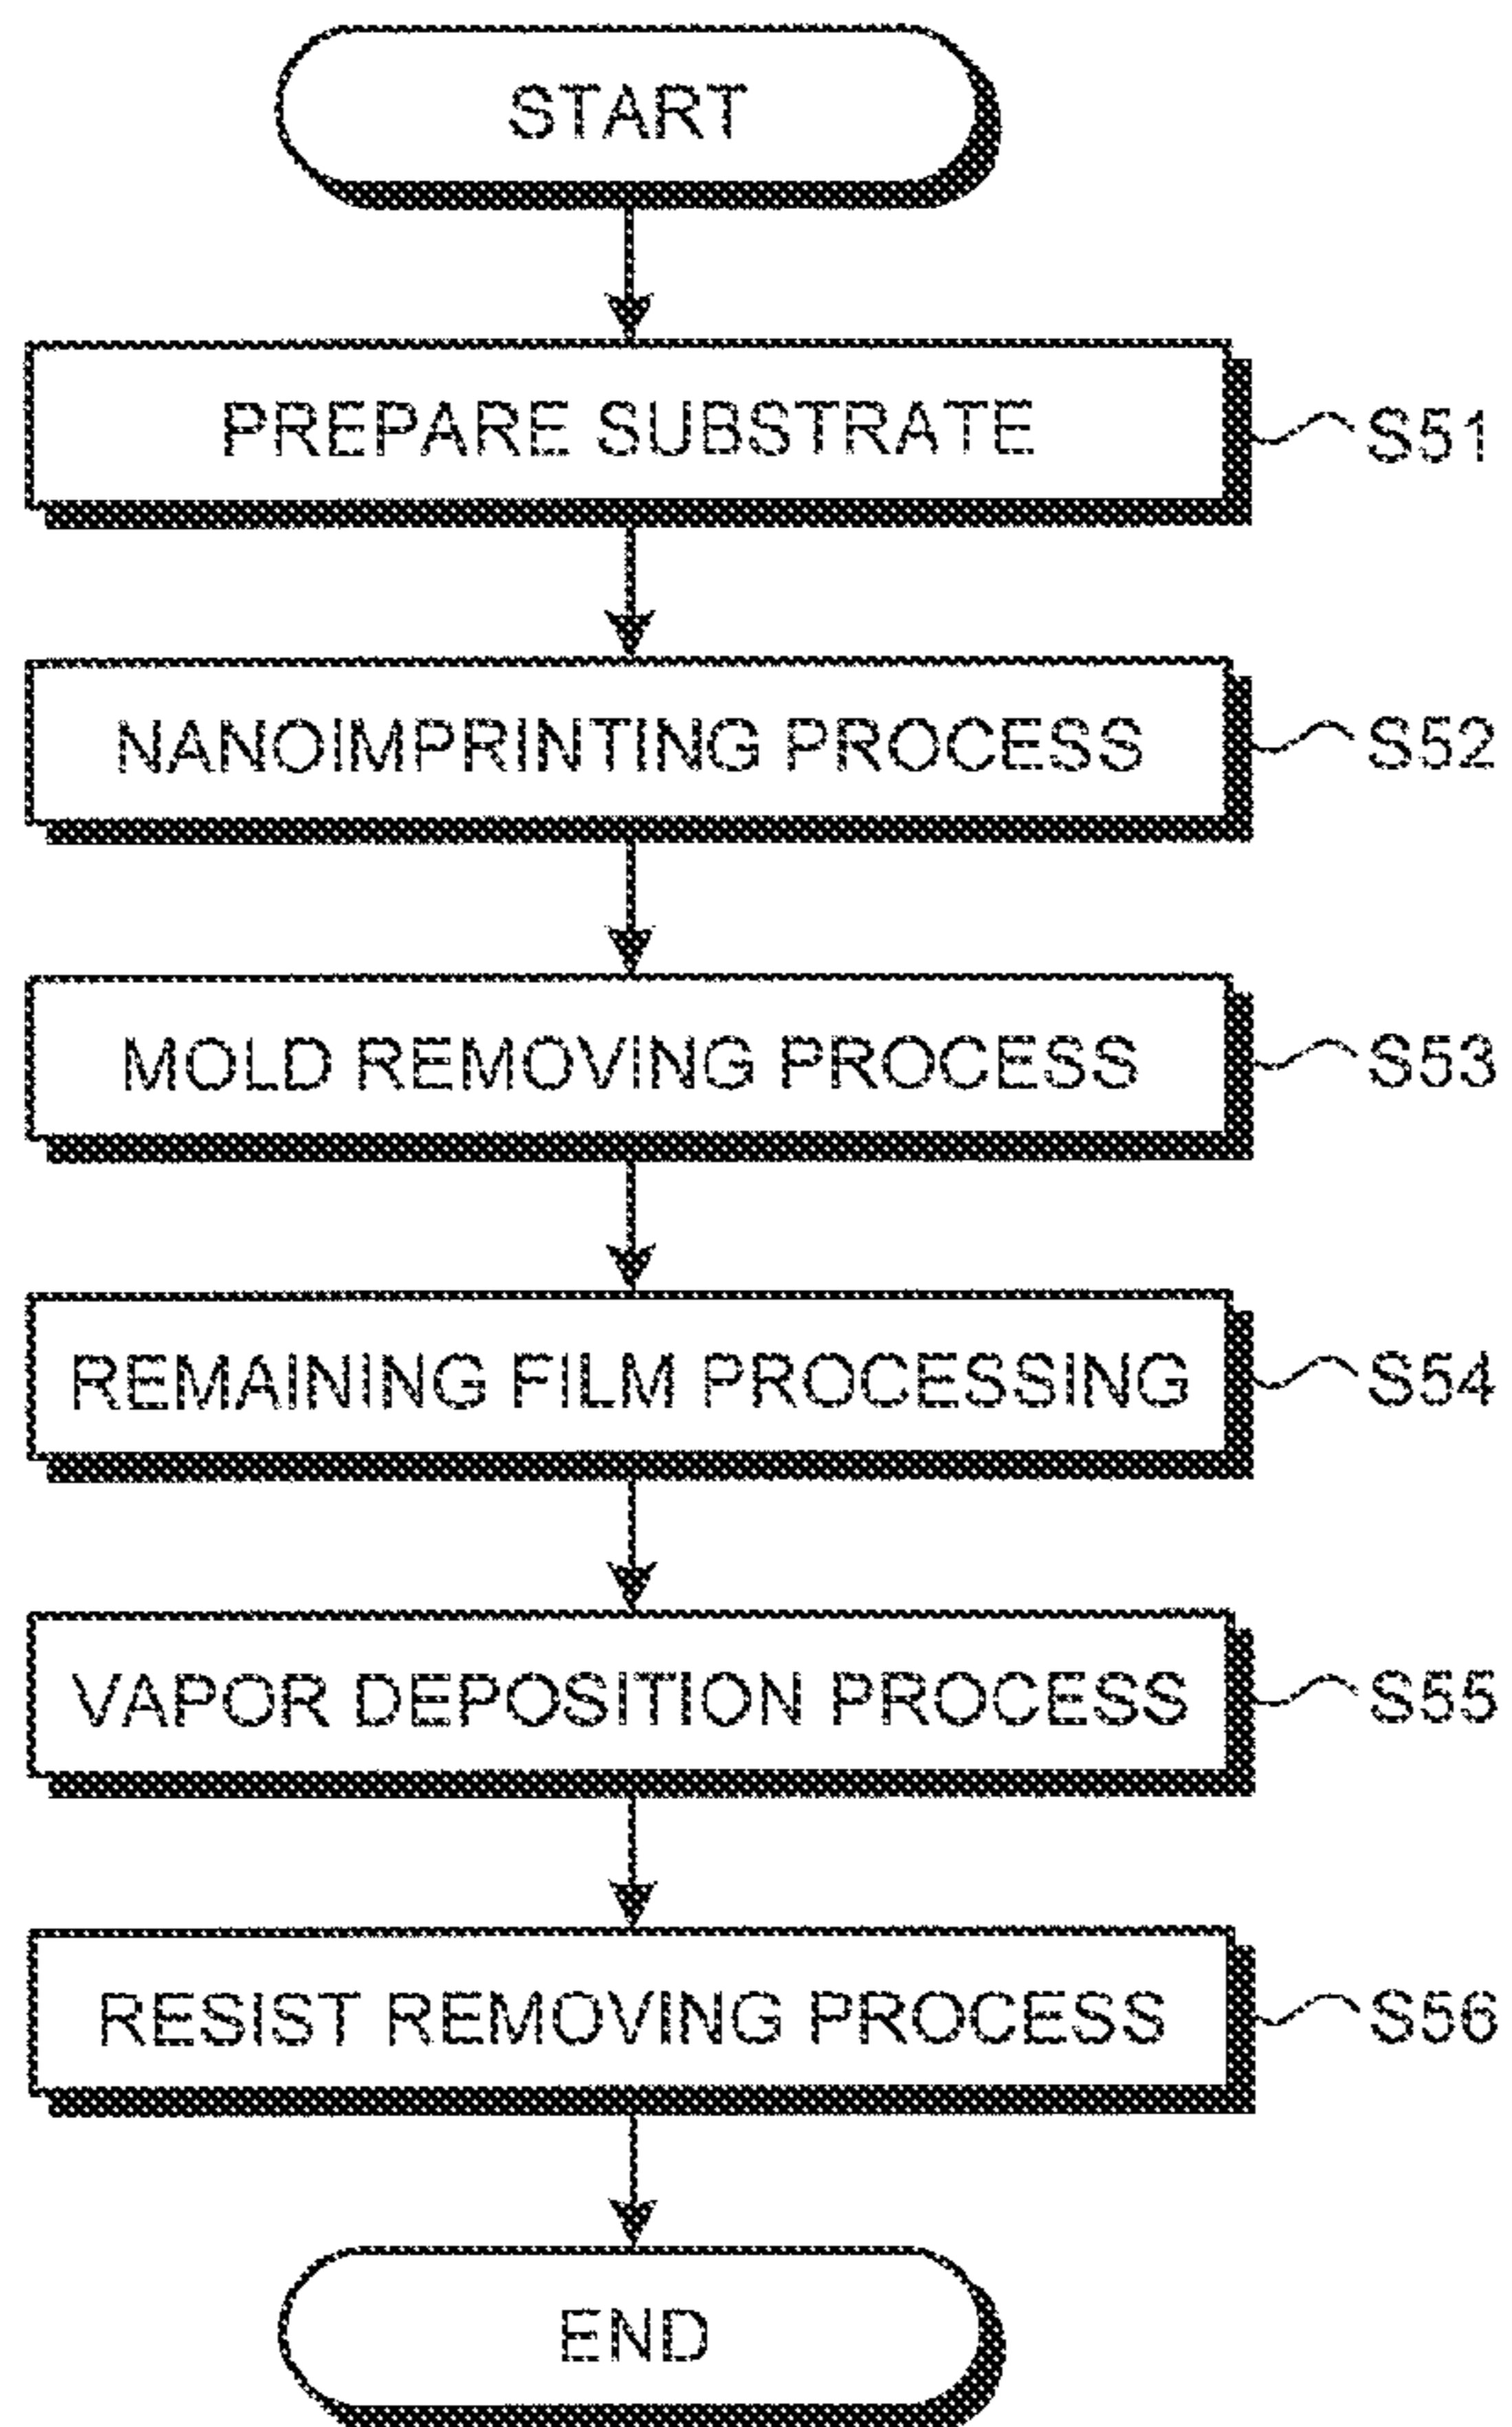 START
PREPARE SUBSTRATE S51
NANOIMPRINTING PROCESS S52
MOLD REMOVING PROCESS S53
REMAINING FILM PROCESSING S54
VAPOR DEPOSITION PROCESS S55
RESIST REMOVING PROCESS S56
END